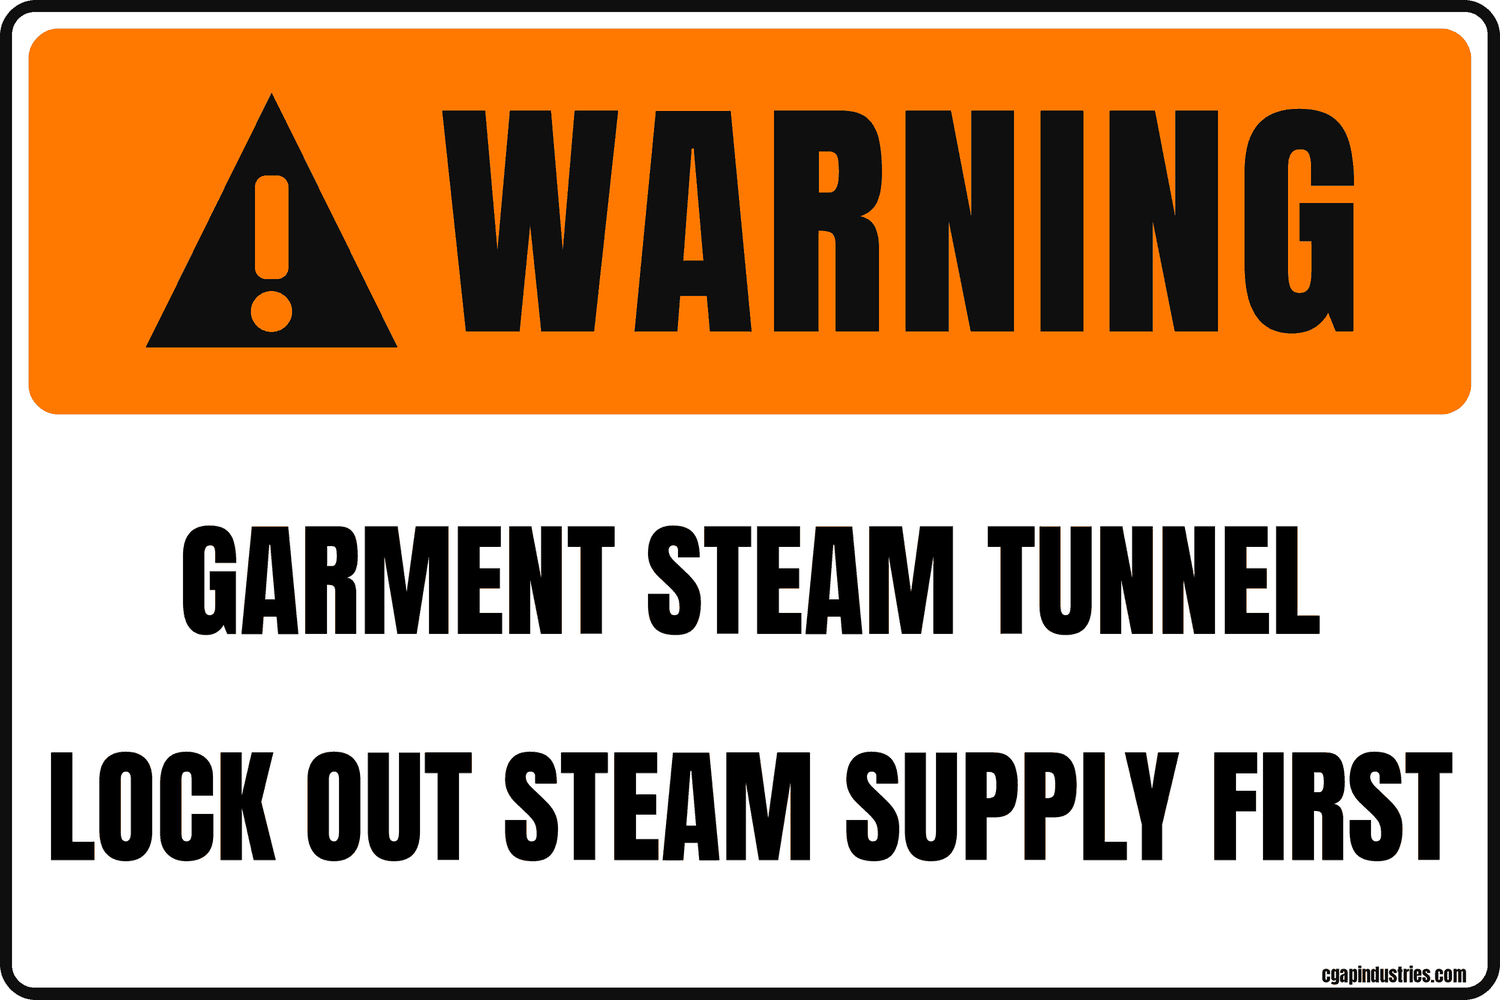 WARNING
GARMENT STEAM TUNNEL
LOCK OUT STEAM SUPPLY FIRST
cgapindustries.com